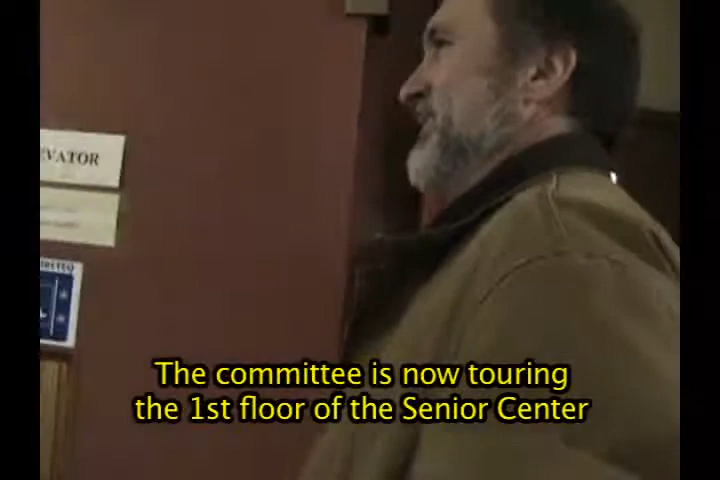 VATOR
The committee is now touring
the 1st floor of the Senior Center